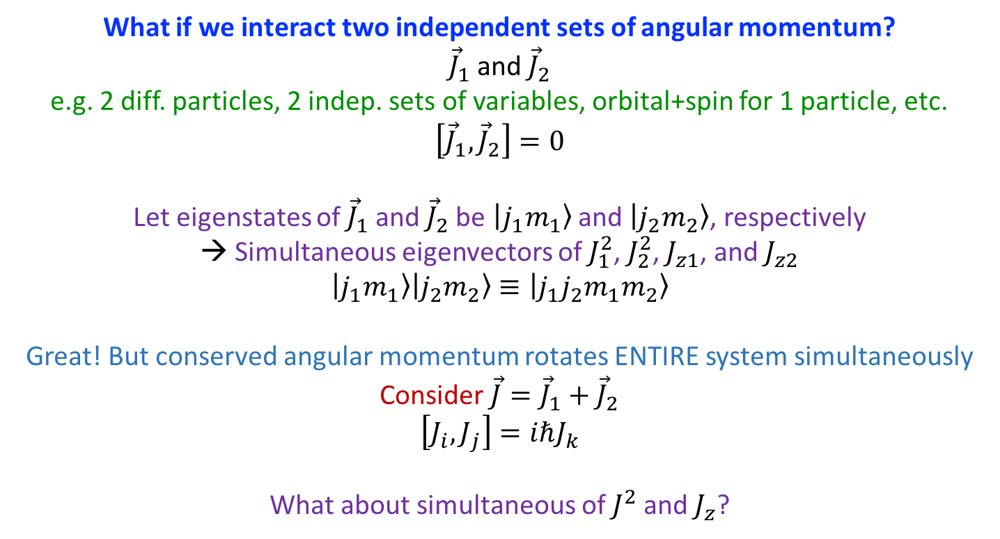 What if we interact two independent sets of angular momentum?
$\vec{J}_1$ and $\vec{J}_2$
e.g. 2 diff. particles, 2 indep. sets of variables, orbital+spin for 1 particle, etc.
$[\vec{J}_1, \vec{J}_2] = 0$
Let eigenstates of $\vec{J}_1$ and $\vec{J}_2$ be $|j_1 m_1\rangle$ and $|j_2 m_2\rangle$, respectively
→ Simultaneous eigenvectors of $J_1^2$, $J_2^2$, $J_{z1}$, and $J_{z2}$
$|j_1 m_1\rangle |j_2 m_2\rangle \equiv |j_1 j_2 m_1 m_2\rangle$
Great! But conserved angular momentum rotates ENTIRE system simultaneously
Consider $\vec{J} = \vec{J}_1 + \vec{J}_2$
$[J_i, J_j] = i\hbar J_k$
What about simultaneous of $J^2$ and $J_z$?